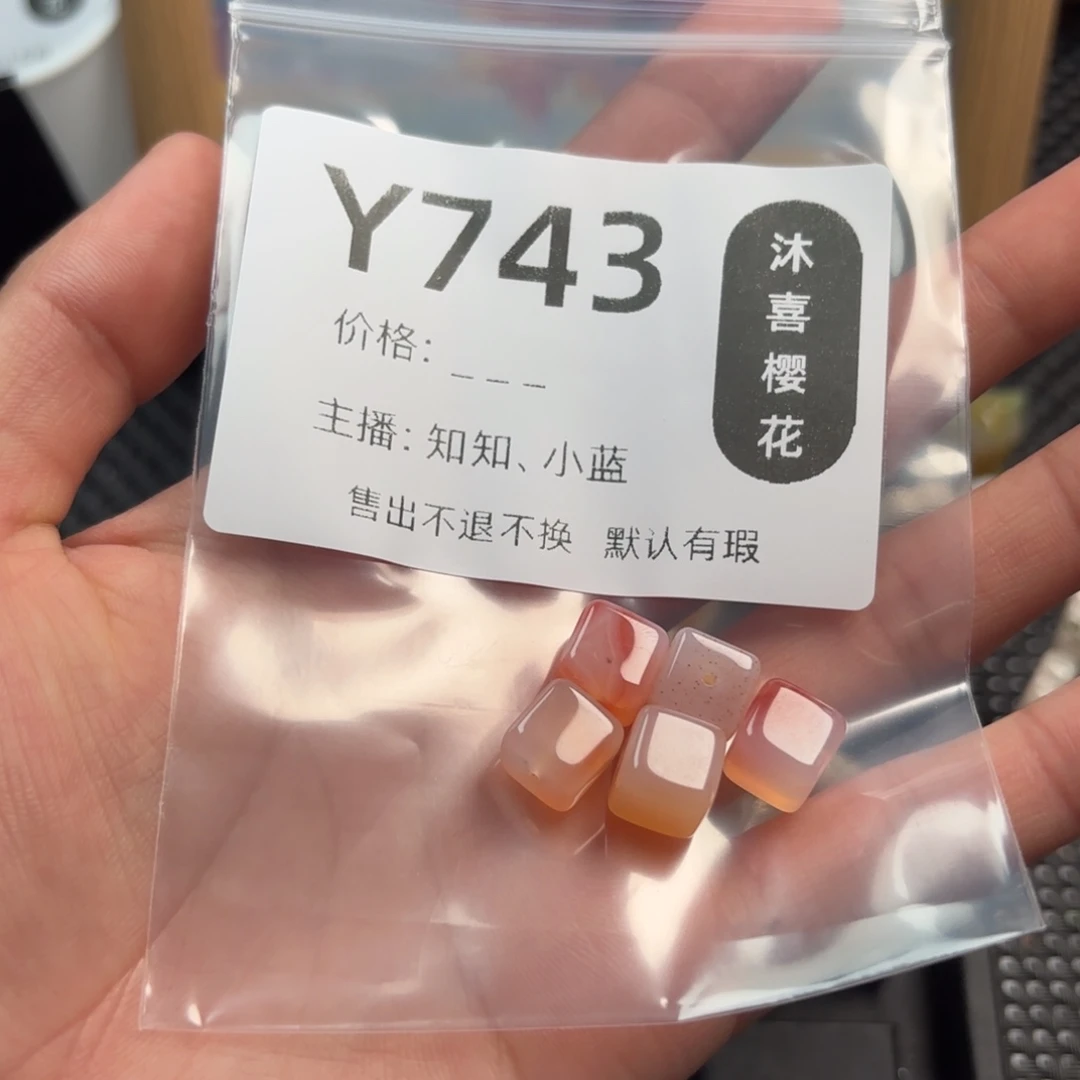 Y743
价格: _ _ _
主播: 知知、小蓝
售出不退不换 默认有瑕
沐喜樱花